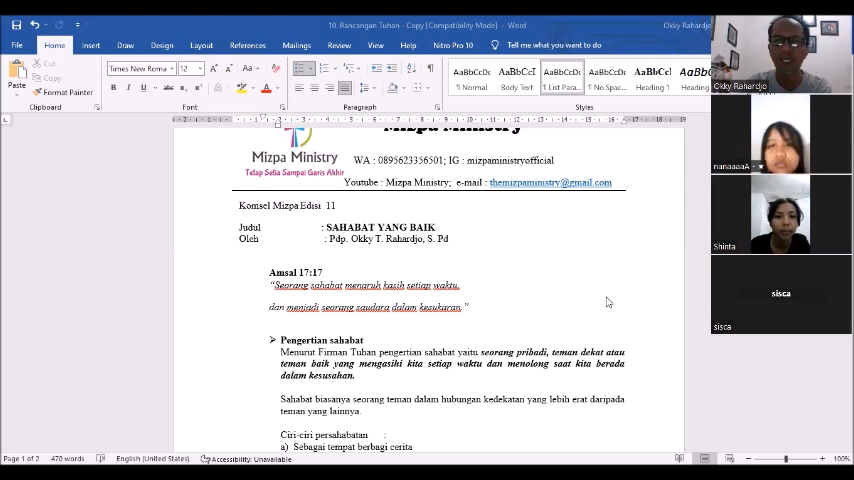 10. Rancangan Tuhan - Copy [Compatibility Mode] - Word
Okky Rahardjo
File Home Insert Draw Design Layout References Mailings Review View Help Nitro Pro 10 Tell me what you want to do
Paste
Cut
Copy
Format Painter
Times New Roma 12
AaBbCcDc AaBbCcI AaBbCcDc AaBbCcDc AaBbCcl AaBbC
¶ Normal Body Text ¶ List Para... ¶ No Spac... Heading 1
Clipboard Font Paragraph Styles
Mizpa Ministry
Mizpa Ministry
Tetap Setia Sampai Garis Akhir
WA : 0895623356501; IG : mizpaministryofficial
Youtube : Mizpa Ministry; e-mail : themizpaministry@gmail.com
Komsel Mizpa Edisi 11
Judul : SAHABAT YANG BAIK
Oleh : Pdp. Okky T. Rahardjo, S. Pd
Amsal 17:17
“Seorang sahabat menaruh kasih setiap waktu,
dan menjadi seorang saudara dalam kesukaran.”
➤ Pengertian sahabat
Menurut Firman Tuhan pengertian sahabat yaitu seorang pribadi, teman dekat atau
teman baik yang mengasihi kita setiap waktu dan menolong saat kita berada
dalam kesusahan.
Sahabat biasanya seorang teman dalam hubungan kedekatan yang lebih erat daripada
teman yang lainnya.
Ciri-ciri persahabatan :
a) Sebagai tempat berbagi cerita
Page 1 of 2 470 words English (United States) Accessibility: Unavailable 100%
Okky Rahardjo
nanaaaaA - ★
Shinta
sisca
sisca